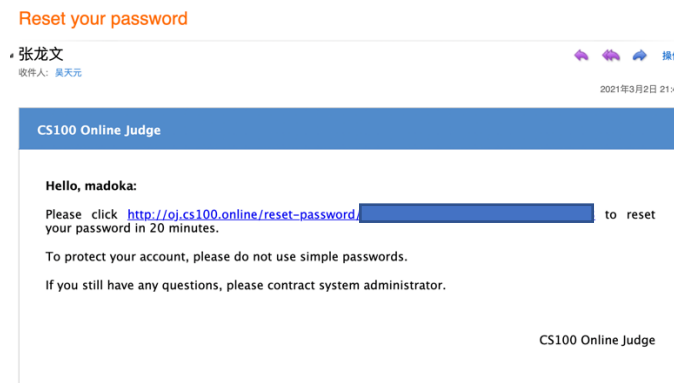 Reset your password
张龙文
收件人: 吴天元
操
2021年3月2日 21:
CS100 Online Judge
Hello, madoka:
Please click http://oj.cs100.online/reset-password/ to reset
your password in 20 minutes.
To protect your account, please do not use simple passwords.
If you still have any questions, please contract system administrator.
CS100 Online Judge